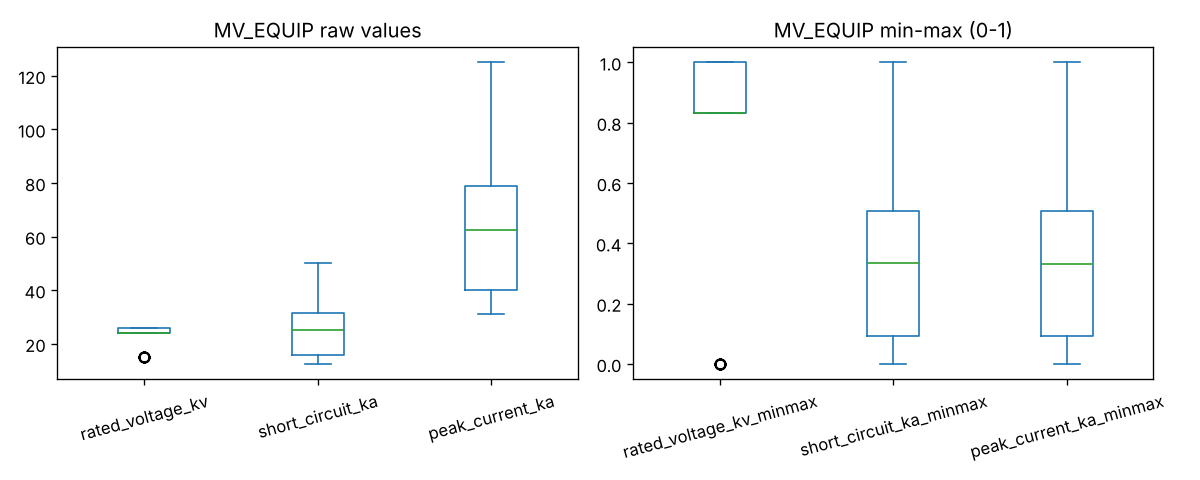 MV_EQUIP raw values
120
100
80
60
40
20
rated_voltage_kv
short_circuit_ka
peak_current_ka
MV_EQUIP min-max (0-1)
1.0
0.8
0.6
0.4
0.2
0.0
rated_voltage_kv_minmax
short_circuit_ka_minmax
peak_current_ka_minmax